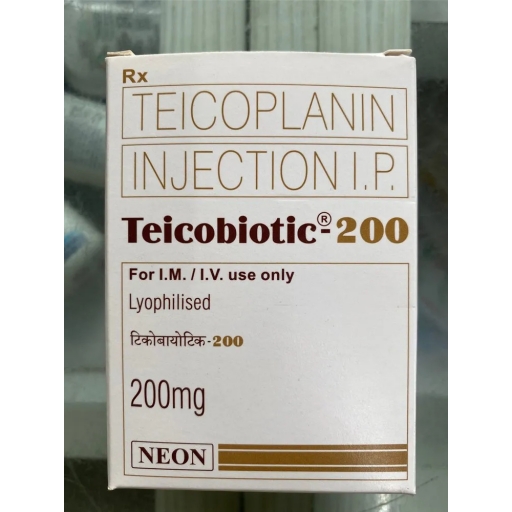 Rx
TEICOPLANIN
INJECTION I.P.
Teicobiotic®-200
For I.M. / I.V. use only
Lyophilised
टिकोबायोटिक-200
200mg
NEON